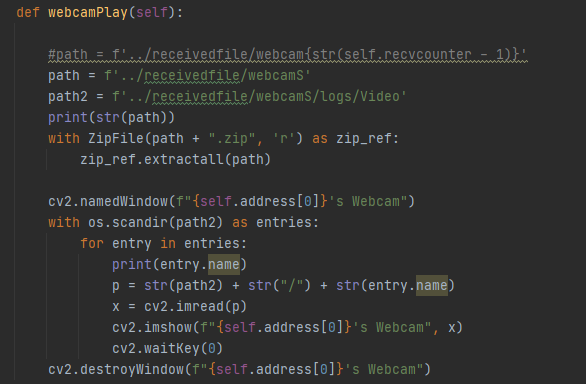 def webcamPlay(self):
#path = f'../receivedfile/webcam{str(self.recvcounter - 1)}'
path = f'../receivedfile/webcamS'
path2 = f'../receivedfile/webcamS/logs/Video'
print(str(path))
with ZipFile(path + ".zip", 'r') as zip_ref:
zip_ref.extractall(path)
cv2.namedWindow(f"{self.address[0]}'s Webcam")
with os.scandir(path2) as entries:
for entry in entries:
print(entry.name)
p = str(path2) + str("/") + str(entry.name)
x = cv2.imread(p)
cv2.imshow(f"{self.address[0]}'s Webcam", x)
cv2.waitKey(0)
cv2.destroyWindow(f"{self.address[0]}'s Webcam")